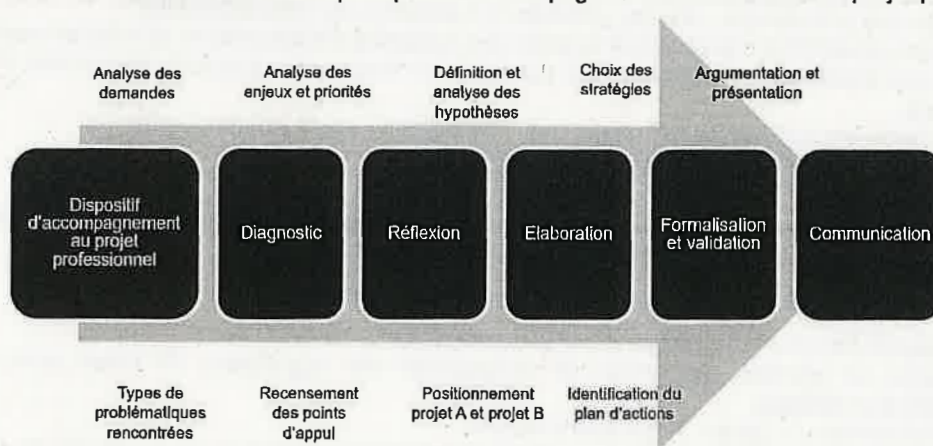 Analyse des
demandes
Analyse des
enjeux et priorités
Définition et
analyse des
hypothèses
Choix des
stratégies
Argumentation et
présentation
Dispositif
d'accompagnement
au projet
professionnel
Diagnostic
Réflexion
Elaboration
Formalisation
et validation
Communication
Types de
problématiques
rencontrées
Recensement
des points
d'appui
Positionnement
projet A et projet B
Identification du
plan d'actions